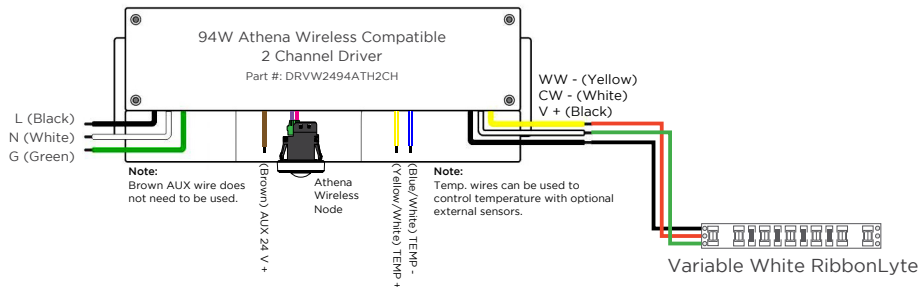 94W Athena Wireless Compatible
2 Channel Driver
Part #: DRVW2494ATH2CH
WW - (Yellow)
CW - (White)
V + (Black)
L (Black)
N (White)
G (Green)
Note:
Brown AUX wire does
not need to be used.
(Brown) AUX 24 V +
Athena
Wireless
Node
(Yellow/White) TEMP +
(Blue/White) TEMP -
Note:
Temp. wires can be used to
control temperature with optional
external sensors.
Variable White RibbonLyte